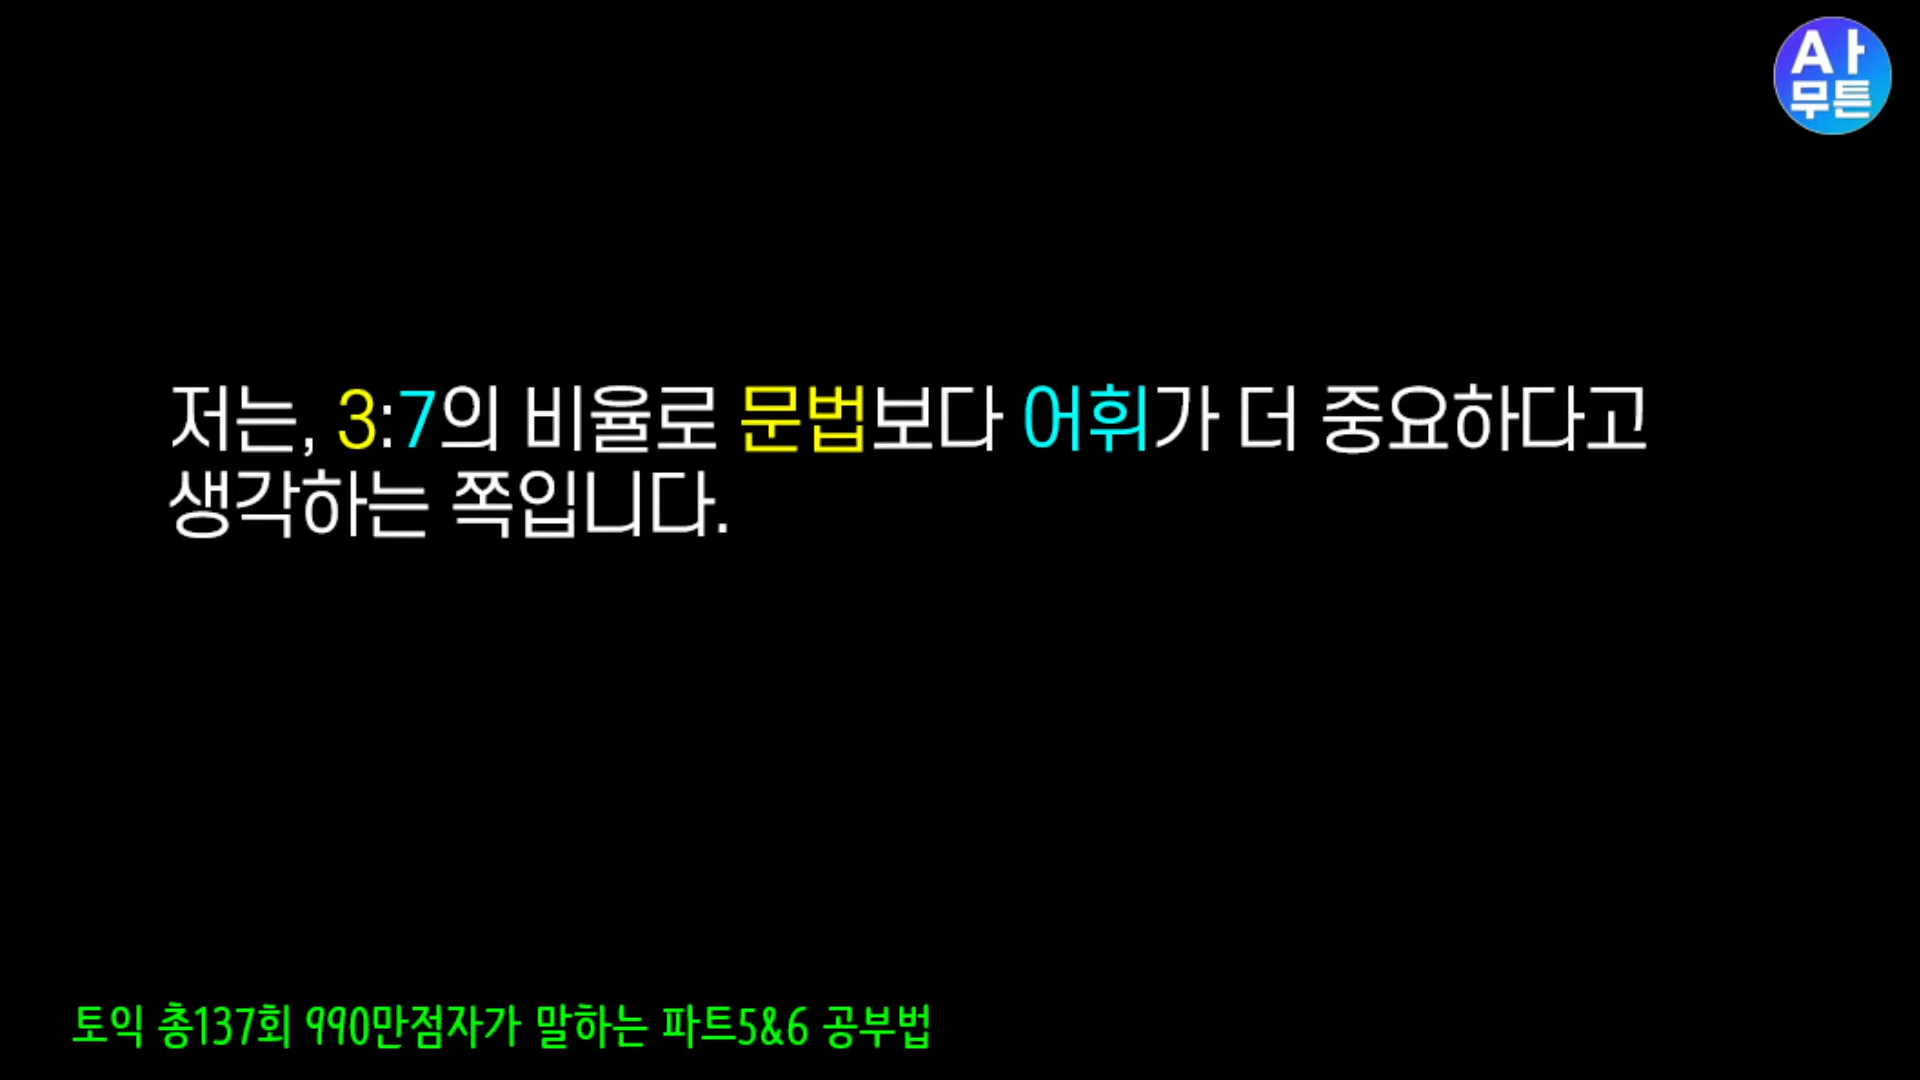 A사
무튼
저는, 3:7의 비율로 문법보다 어휘가 더 중요하다고
생각하는 쪽입니다.
토익 총137회 990만점자가 말하는 파트5&6 공부법